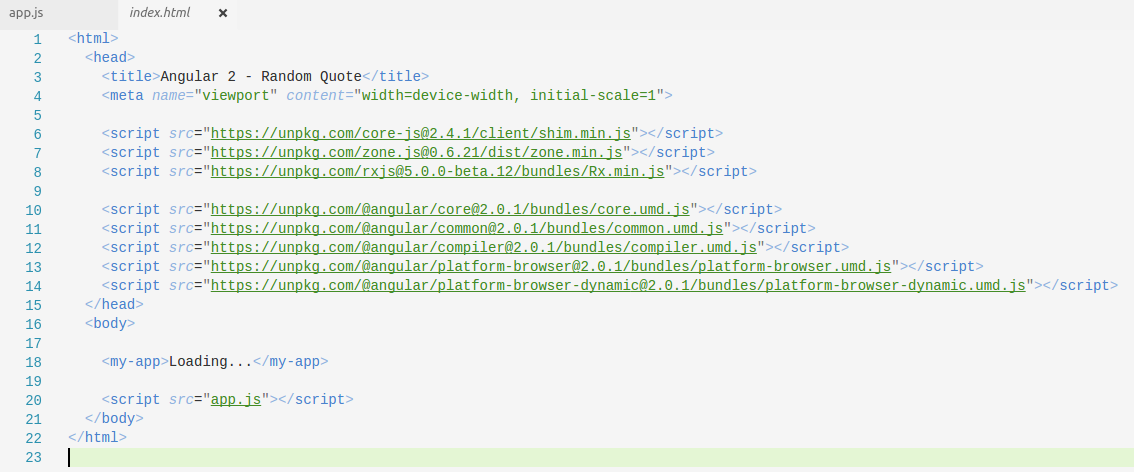 app.js index.html ×
1 <html>
2 <head>
3 <title>Angular 2 - Random Quote</title>
4 <meta name="viewport" content="width=device-width, initial-scale=1">
5
6 <script src="https://unpkg.com/core-js@2.4.1/client/shim.min.js"></script>
7 <script src="https://unpkg.com/zone.js@0.6.21/dist/zone.min.js"></script>
8 <script src="https://unpkg.com/rxjs@5.0.0-beta.12/bundles/Rx.min.js"></script>
9
10 <script src="https://unpkg.com/@angular/core@2.0.1/bundles/core.umd.js"></script>
11 <script src="https://unpkg.com/@angular/common@2.0.1/bundles/common.umd.js"></script>
12 <script src="https://unpkg.com/@angular/compiler@2.0.1/bundles/compiler.umd.js"></script>
13 <script src="https://unpkg.com/@angular/platform-browser@2.0.1/bundles/platform-browser.umd.js"></script>
14 <script src="https://unpkg.com/@angular/platform-browser-dynamic@2.0.1/bundles/platform-browser-dynamic.umd.js"></script>
15 </head>
16 <body>
17
18 <my-app>Loading...</my-app>
19
20 <script src="app.js"></script>
21 </body>
22 </html>
23